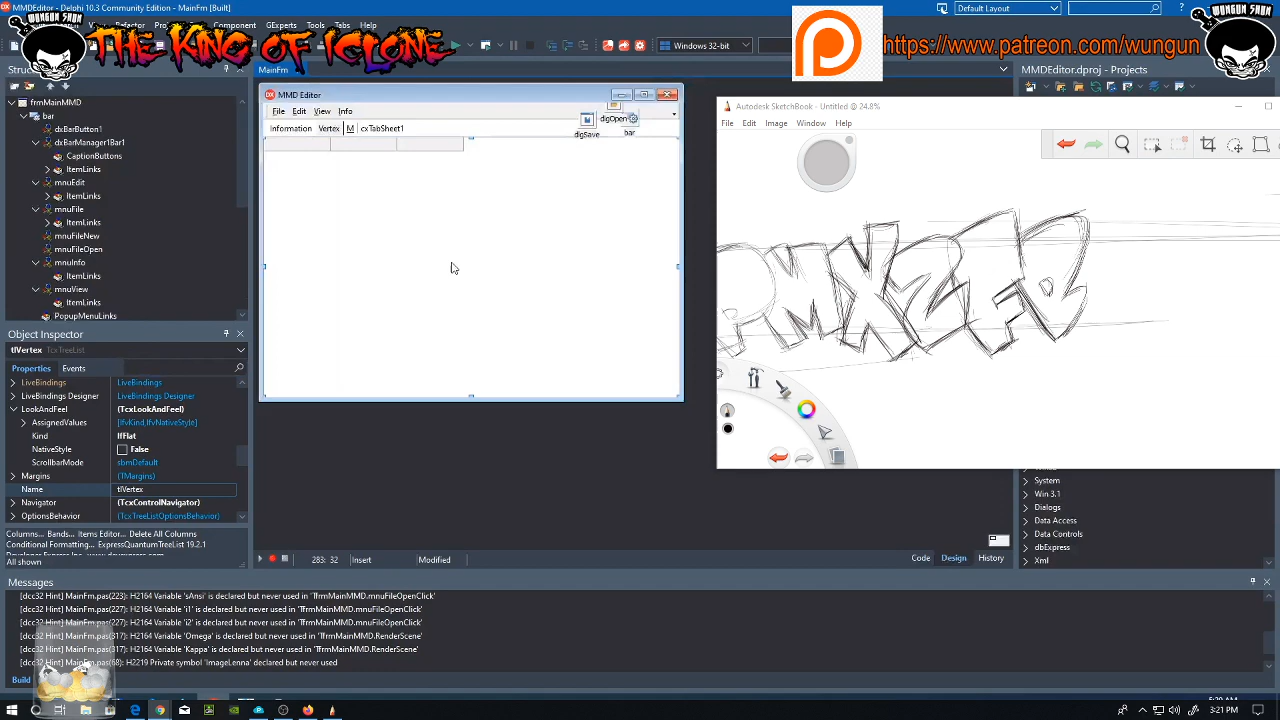 MMDEditor - Delphi 10.3 Community Edition - MainFm [Built]
Default Layout
WUNGUN SHUN
THE KING OF ICLONE
https://www.patreon.com/wungun
WUNGUN SHUN
Component GExperts Tools Tabs
Windows 32-bit
MainFm
MMDEditor.dproj - Projects
frmMainMMD
bar
dxBarButton1
dxBarManager1Bar1
CaptionButtons
ItemLinks
mnuEdit
ItemLinks
mnuFile
ItemLinks
mnuFileNew
mnuFileOpen
mnuInfo
ItemLinks
mnuView
ItemLinks
PopupMenuLinks
MMD Editor
File Edit View Info
Information Vertex M cxTabSheet1
dlgOpen
dlgSave bar
Autodesk SketchBook - Untitled @ 24.8%
File Edit Image Window Help
Object Inspector
tlVertex TcxTreeList
Properties Events
LiveBindings LiveBindings
LiveBindings Designer LiveBindings Designer
LookAndFeel (TcxLookAndFeel)
AssignedValues [lfvKind,lfvNativeStyle]
Kind lfFlat
NativeStyle False
ScrollbarMode sbmDefault
Margins (TMargins)
Name tlVertex
Navigator (TcxControlNavigator)
OptionsBehavior (TcxTreeListOptionsBehavior)
Columns... Bands... Items Editor... Delete All Columns
Conditional Formatting... ExpressQuantumTreeList 19.2.1
All shown
System
Win 3.1
Dialogs
Data Access
Data Controls
dbExpress
Xml
283: 32 Insert Modified
Code Design History
Messages
[dcc32 Hint] MainFm.pas(223): H2164 Variable 'sAnsi' is declared but never used in 'TfrmMainMMD.mnuFileOpenClick'
[dcc32 Hint] MainFm.pas(227): H2164 Variable 'i1' is declared but never used in 'TfrmMainMMD.mnuFileOpenClick'
[dcc32 Hint] MainFm.pas(227): H2164 Variable 'i2' is declared but never used in 'TfrmMainMMD.mnuFileOpenClick'
[dcc32 Hint] MainFm.pas(317): H2164 Variable 'Omega' is declared but never used in 'TfrmMainMMD.RenderScene'
[dcc32 Hint] MainFm.pas(317): H2164 Variable 'Kappa' is declared but never used in 'TfrmMainMMD.RenderScene'
[dcc32 Hint] MainFm.pas(68): H2219 Private symbol 'ImageLenna' declared but never used
Build
3:21 PM